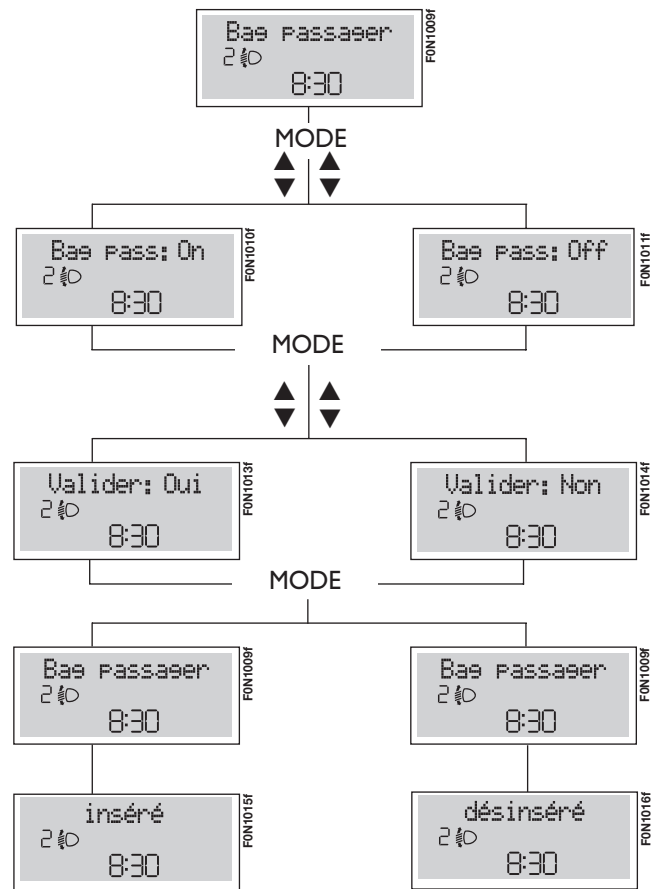 Bag passager
2
8:30
F0N1009f
MODE
▲ ▲
▼ ▼
Bag pass: On
2
8:30
F0N1010f
Bag pass: Off
2
8:30
F0N1011f
MODE
▲ ▲
▼ ▼
Valider: Oui
2
8:30
F0N1013f
Valider: Non
2
8:30
F0N1014f
MODE
Bag passager
2
8:30
F0N1009f
Bag passager
2
8:30
F0N1009f
inséré
2
8:30
F0N1015f
désinséré
2
8:30
F0N1016f